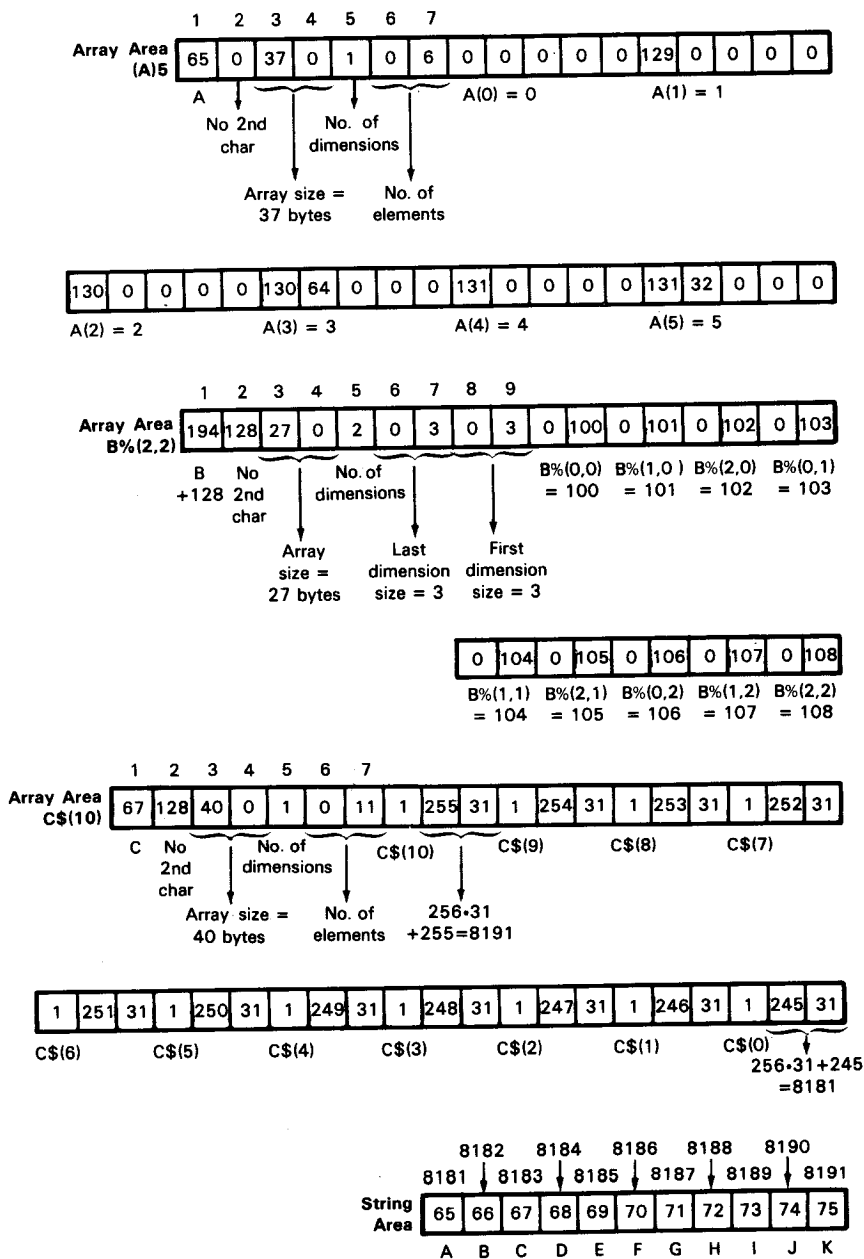 1 2 3 4 5 6 7
Array Area 65 0 37 0 1 0 6 0 0 0 0 0 129 0 0 0 0
(A)5
A A(0) = 0 A(1) = 1
No 2nd No. of
char dimensions
Array size = No. of
37 bytes elements
130 0 0 0 0 130 64 0 0 0 131 0 0 0 0 131 32 0 0 0
A(2) = 2 A(3) = 3 A(4) = 4 A(5) = 5
1 2 3 4 5 6 7 8 9
Array Area 194 128 27 0 2 0 3 0 3 0 100 0 101 0 102 0 103
B%(2,2)
B No No. of B%(0,0) B%(1,0 ) B%(2,0) B%(0,1)
+128 2nd dimensions = 100 = 101 = 102 = 103
char
Array Last First
size = dimension dimension
27 bytes size = 3 size = 3
0 104 0 105 0 106 0 107 0 108
B%(1,1) B%(2,1) B%(0,2) B%(1,2) B%(2,2)
= 104 = 105 = 106 = 107 = 108
1 2 3 4 5 6 7
Array Area 67 128 40 0 1 0 11 1 255 31 1 254 31 1 253 31 1 252 31
C$(10)
C No No. of C$(10) C$(9) C$(8) C$(7)
2nd dimensions
char
Array size = No. of 256•31
40 bytes elements +255=8191
1 251 31 1 250 31 1 249 31 1 248 31 1 247 31 1 246 31 1 245 31
C$(6) C$(5) C$(4) C$(3) C$(2) C$(1) C$(0)
256•31+245
=8181
8182 8184 8186 8188 8190
8181 8183 8185 8187 8189 8191
String 65 66 67 68 69 70 71 72 73 74 75
Area
A B C D E F G H I J K